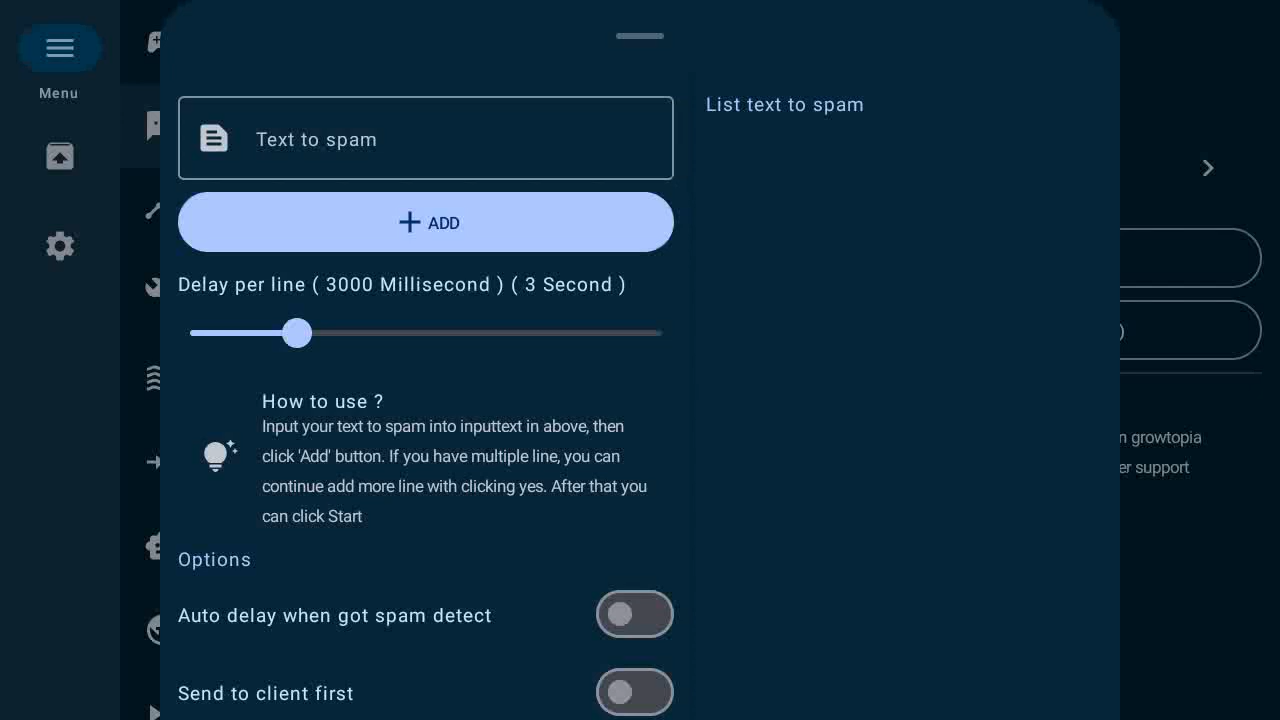 Menu
Text to spam
ADD
Delay per line ( 3000 Millisecond ) ( 3 Second )
How to use ?
Input your text to spam into inputtext in above, then
click 'Add' button. If you have multiple line, you can
continue add more line with clicking yes. After that you
can click Start
Options
Auto delay when got spam detect
Send to client first
List text to spam
)
n growtopia
er support